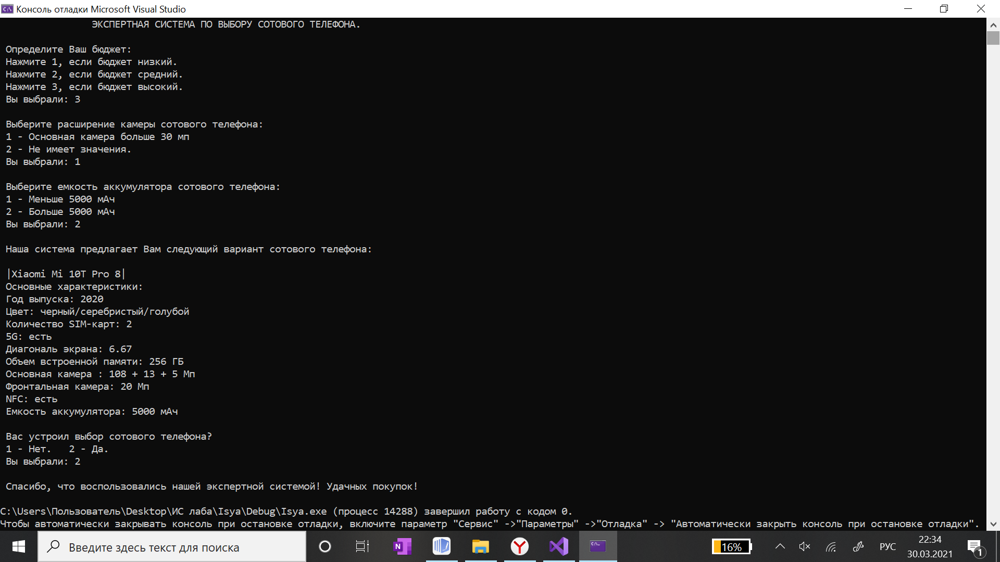 Консоль отладки Microsoft Visual Studio
ЭКСПЕРТНАЯ СИСТЕМА ПО ВЫБОРУ СОТОВОГО ТЕЛЕФОНА.
Определите Ваш бюджет:
Нажмите 1, если бюджет низкий.
Нажмите 2, если бюджет средний.
Нажмите 3, если бюджет высокий.
Вы выбрали: 3
Выберите расширение камеры сотового телефона:
1 - Основная камера больше 30 мп
2 - Не имеет значения.
Вы выбрали: 1
Выберите емкость аккумулятора сотового телефона:
1 - Меньше 5000 мАч
2 - Больше 5000 мАч
Вы выбрали: 2
Наша система предлагает Вам следующий вариант сотового телефона:
|Xiaomi Mi 10T Pro 8|
Основные характеристики:
Год выпуска: 2020
Цвет: черный/серебристый/голубой
Количество SIM-карт: 2
5G: есть
Диагональ экрана: 6.67
Объем встроенной памяти: 256 ГБ
Основная камера : 108 + 13 + 5 Мп
Фронтальная камера: 20 Мп
NFC: есть
Емкость аккумулятора: 5000 мАч
Вас устроил выбор сотового телефона?
1 - Нет.   2 - Да.
Вы выбрали: 2
Спасибо, что воспользовались нашей экспертной системой! Удачных покупок!
C:\Users\Пользователь\Desktop\ИС лаба\Isya\Debug\Isya.exe (процесс 14288) завершил работу с кодом 0.
Чтобы автоматически закрывать консоль при остановке отладки, включите параметр "Сервис" ->"Параметры" ->"Отладка" -> "Автоматически закрыть консоль при остановке отладки".
Введите здесь текст для поиска
16%
РУС
22:34
30.03.2021
1